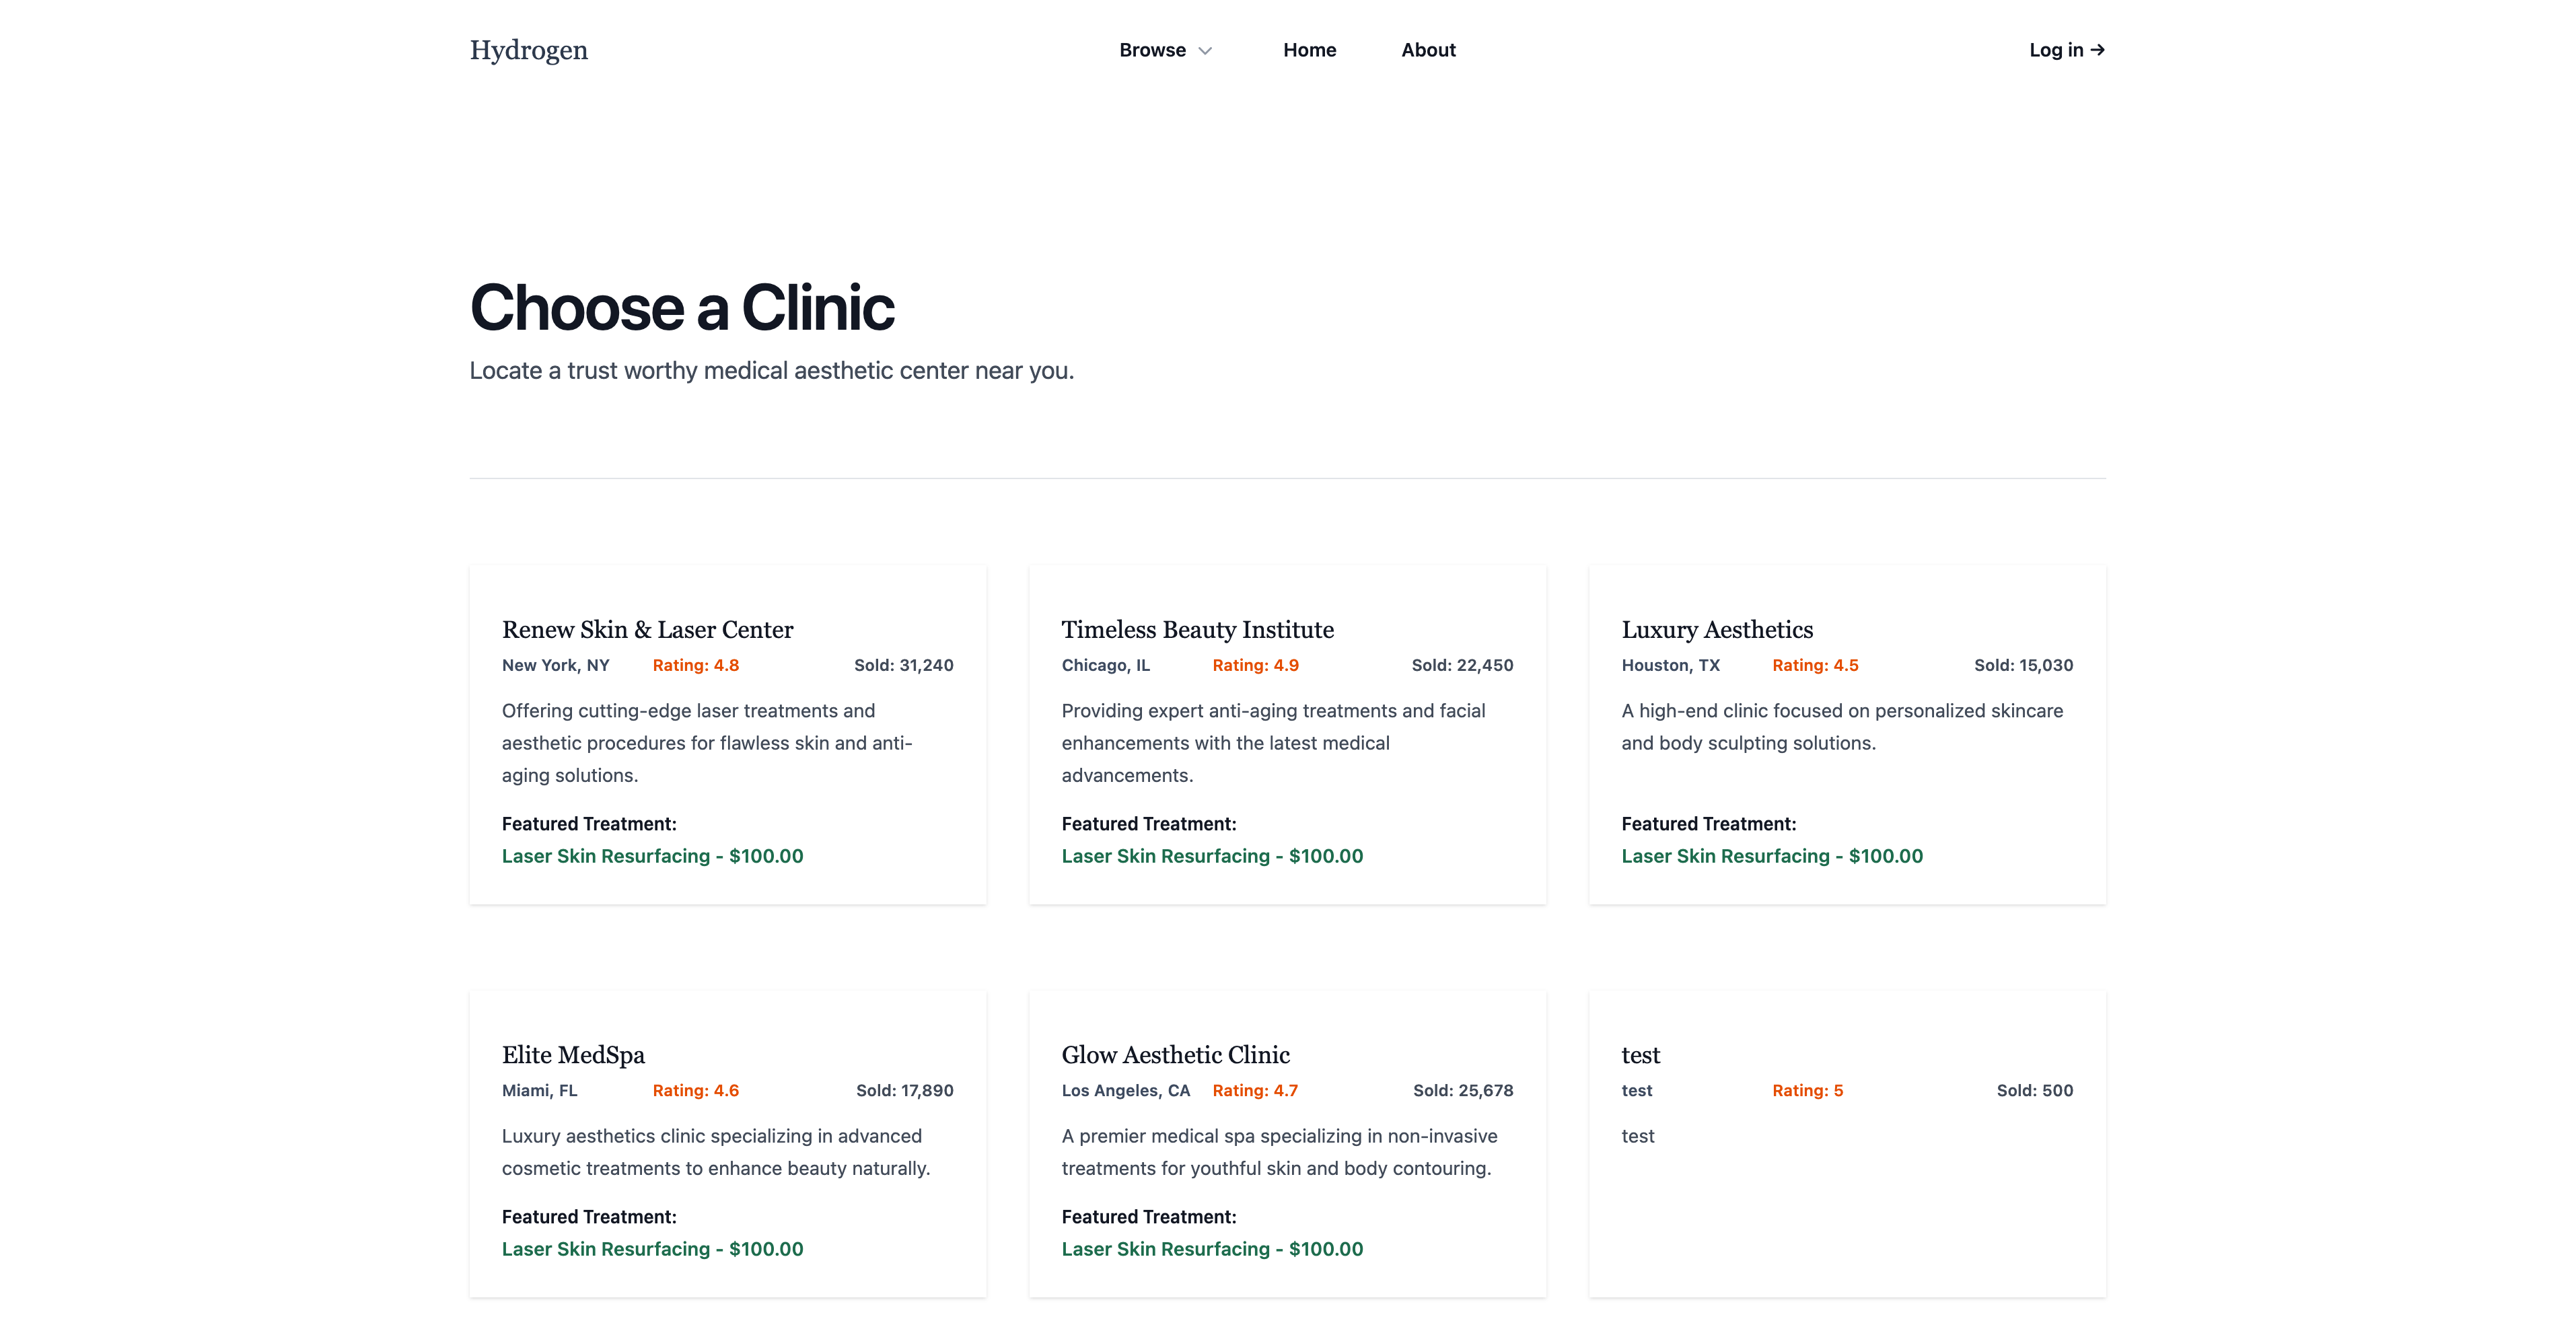 Hydrogen
Browse
Home
About
Log in →
Choose a Clinic
Locate a trust worthy medical aesthetic center near you.
Renew Skin & Laser Center
New York, NY Rating: 4.8 Sold: 31,240
Offering cutting-edge laser treatments and
aesthetic procedures for flawless skin and anti-
aging solutions.
Featured Treatment:
Laser Skin Resurfacing - $100.00
Timeless Beauty Institute
Chicago, IL Rating: 4.9 Sold: 22,450
Providing expert anti-aging treatments and facial
enhancements with the latest medical
advancements.
Featured Treatment:
Laser Skin Resurfacing - $100.00
Luxury Aesthetics
Houston, TX Rating: 4.5 Sold: 15,030
A high-end clinic focused on personalized skincare
and body sculpting solutions.
Featured Treatment:
Laser Skin Resurfacing - $100.00
Elite MedSpa
Miami, FL Rating: 4.6 Sold: 17,890
Luxury aesthetics clinic specializing in advanced
cosmetic treatments to enhance beauty naturally.
Featured Treatment:
Laser Skin Resurfacing - $100.00
Glow Aesthetic Clinic
Los Angeles, CA Rating: 4.7 Sold: 25,678
A premier medical spa specializing in non-invasive
treatments for youthful skin and body contouring.
Featured Treatment:
Laser Skin Resurfacing - $100.00
test
test Rating: 5 Sold: 500
test